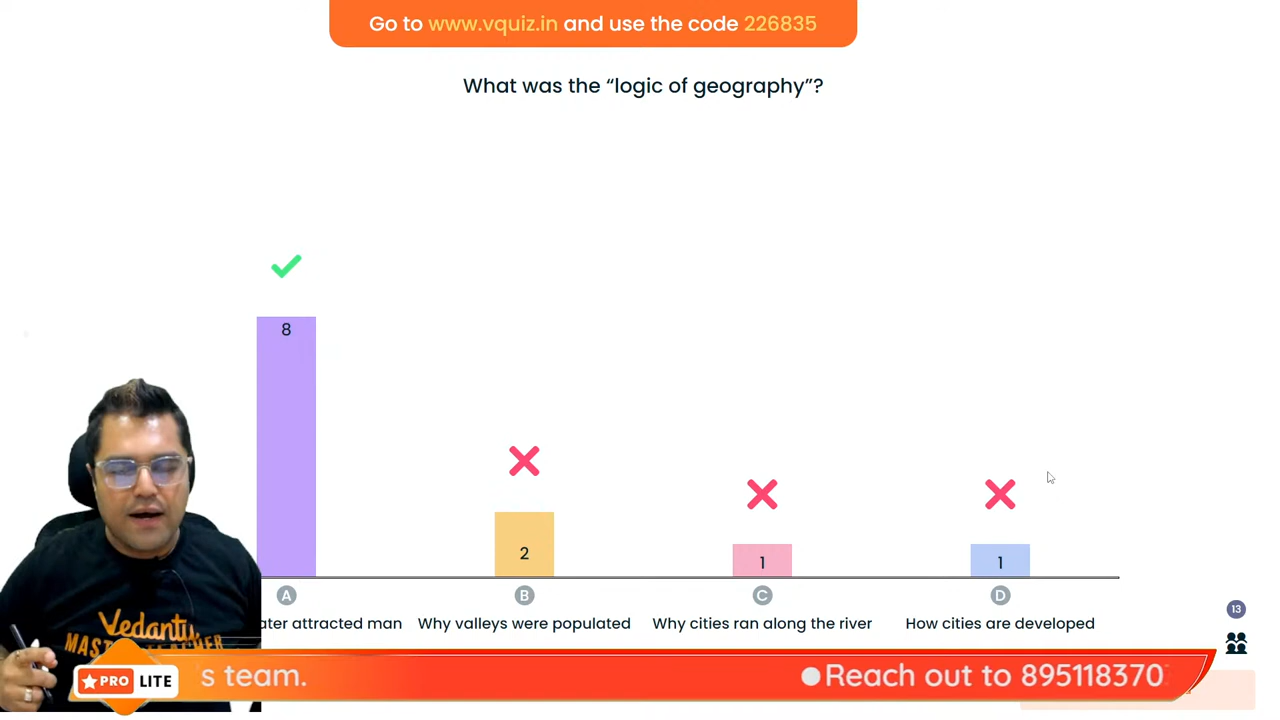 Go to www.vquiz.in and use the code 226835
What was the “logic of geography”?
8
2
1
1
A
B
C
D
attracted man
Why valleys were populated
Why cities ran along the river
How cities are developed
13
Vedantu
PRO LITE
s team.
Reach out to 895118370